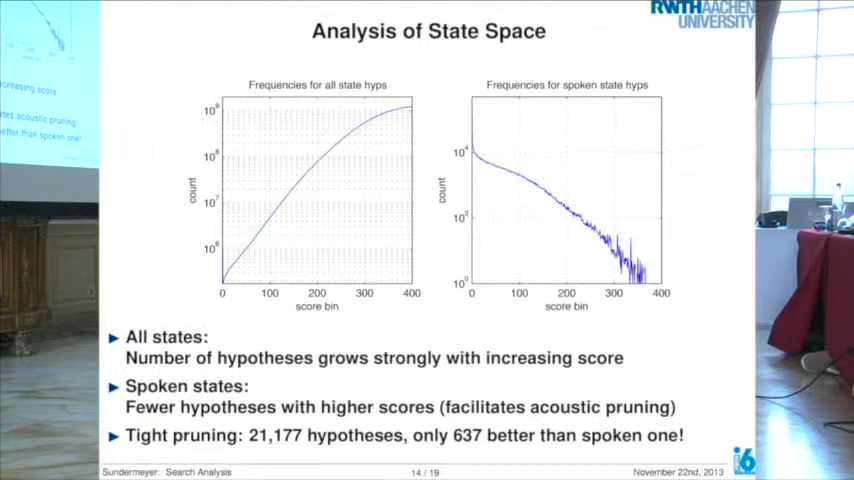 RWTHAACHEN
UNIVERSITY
Analysis of State Space
Frequencies for all state hyps
10^9
10^8
10^7
10^6
count
0 100 200 300 400
score bin
Frequencies for spoken state hyps
10^4
10^2
10^0
count
0 100 200 300 400
score bin
All states:
Number of hypotheses grows strongly with increasing score
Spoken states:
Fewer hypotheses with higher scores (facilitates acoustic pruning)
Tight pruning: 21,177 hypotheses, only 637 better than spoken one!
Sundermeyer: Search Analysis
14 / 19
November 22nd, 2013
i6
creasing score
tes acoustic pruning)
etter than spoken one!